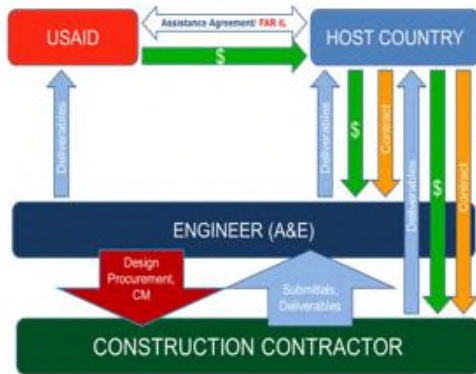 USAID
Assistance Agreement/ FAR IL
HOST COUNTRY
$
Deliverables
Deliverables
$
Contract
Deliverables
$
Contract
ENGINEER (A&E)
Design
Procurement,
CM
Submittals,
Deliverables
CONSTRUCTION CONTRACTOR